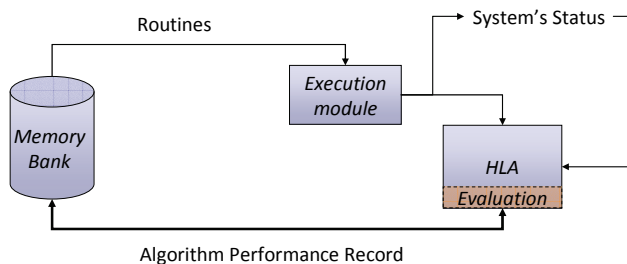 Routines
System's Status
Execution
module
Memory
Bank
HLA
Evaluation
Algorithm Performance Record